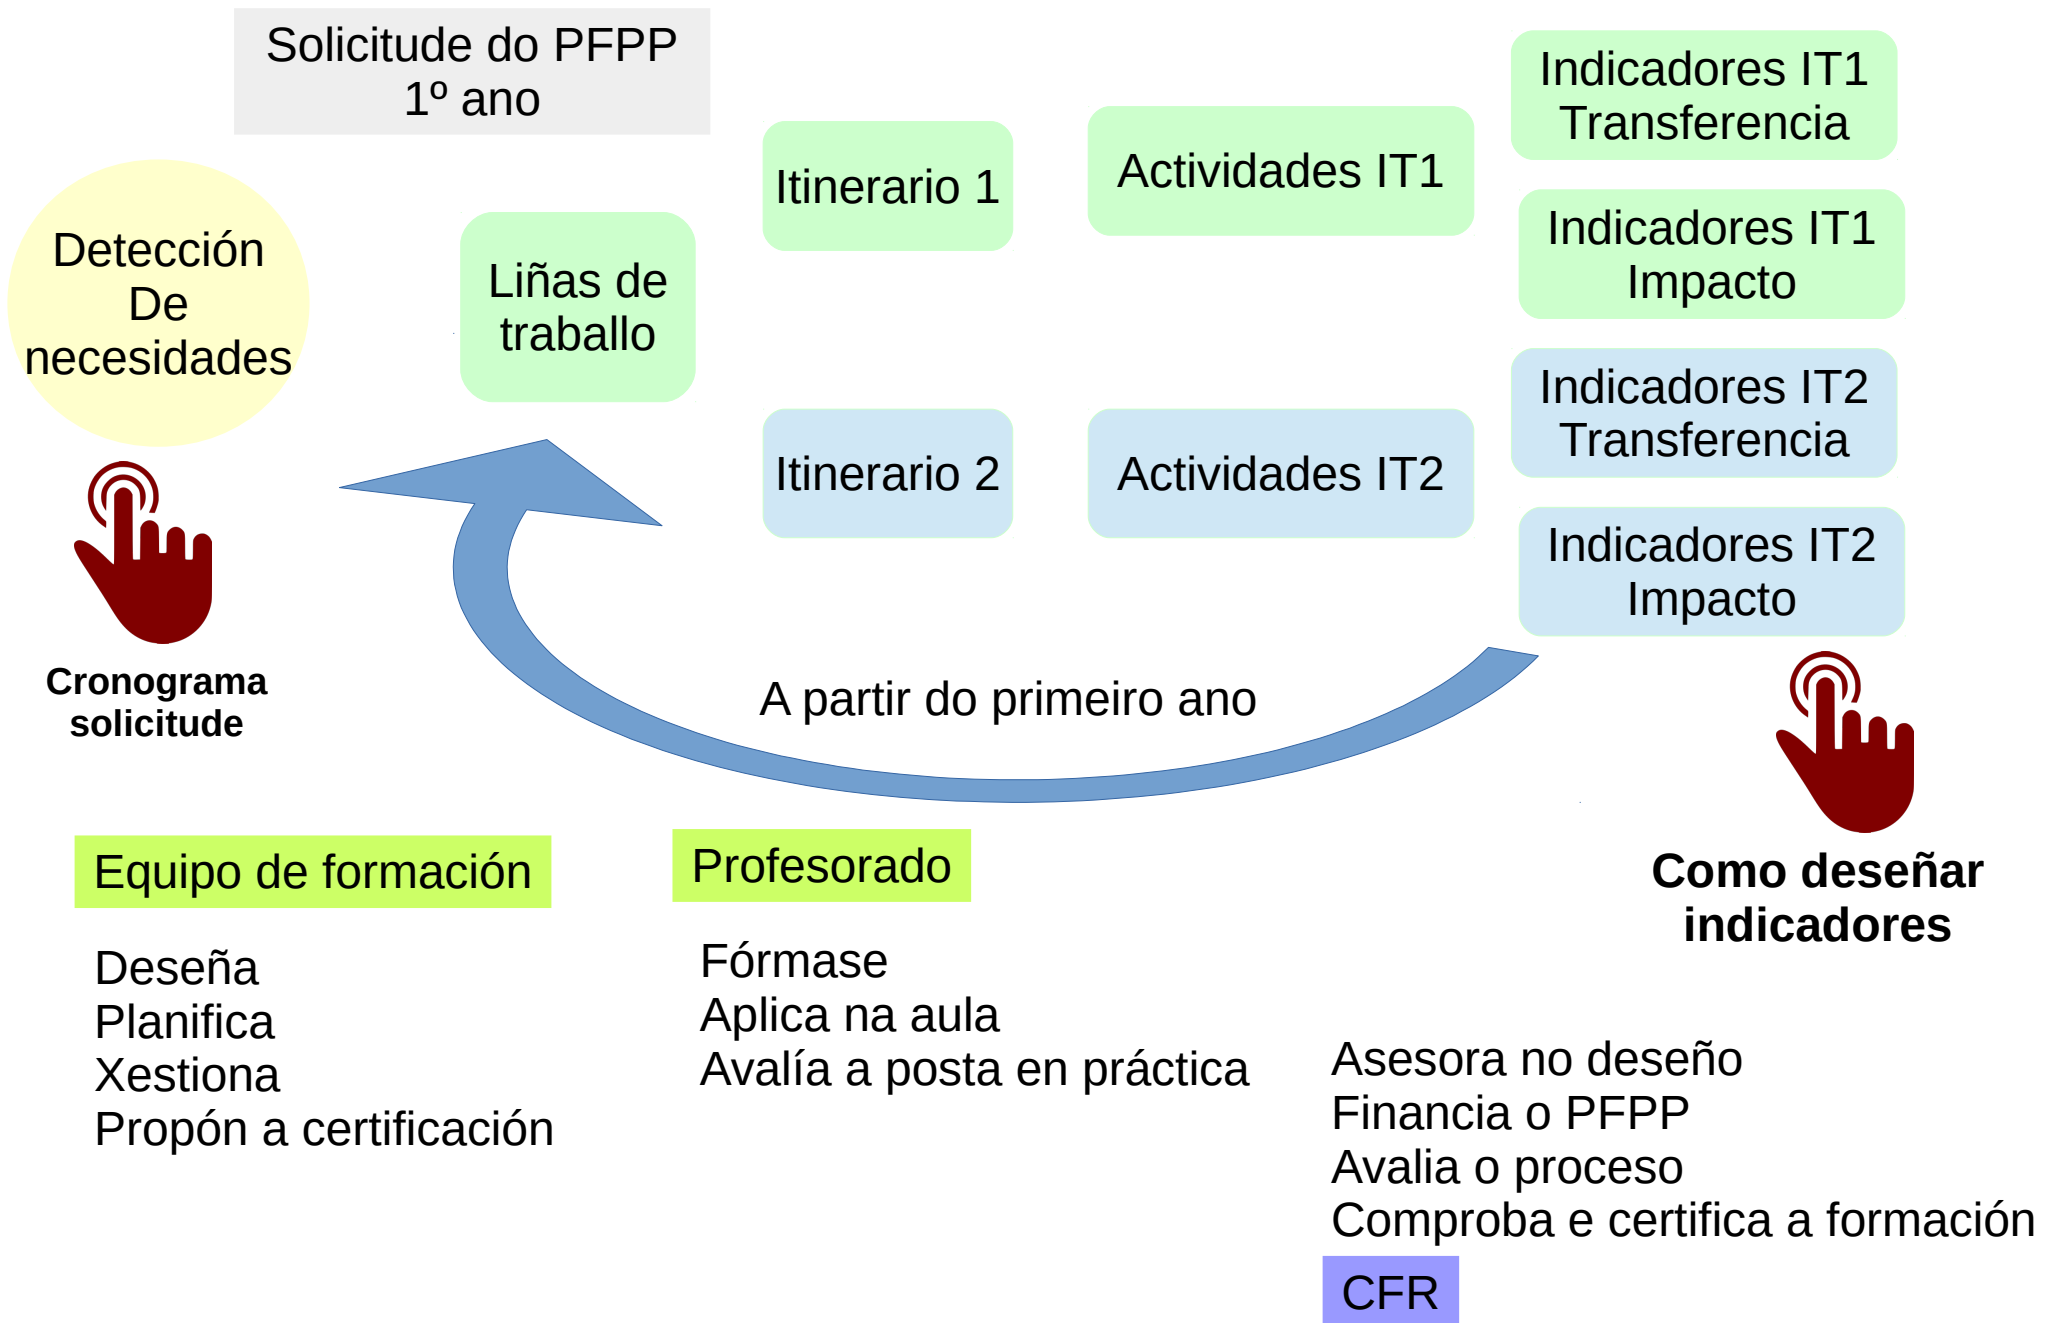 Solicitude do PFPP
1º ano
Detección
De
necesidades
Cronograma
solicitude
Liñas de
traballo
Itinerario 1
Actividades IT1
Indicadores IT1
Transferencia
Indicadores IT1
Impacto
Itinerario 2
Actividades IT2
Indicadores IT2
Transferencia
Indicadores IT2
Impacto
A partir do primeiro ano
Como deseñar
indicadores
Equipo de formación
Deseña
Planifica
Xestiona
Propón a certificación
Profesorado
Fórmase
Aplica na aula
Avalía a posta en práctica
Asesora no deseño
Financia o PFPP
Avalia o proceso
Comproba e certifica a formación
CFR